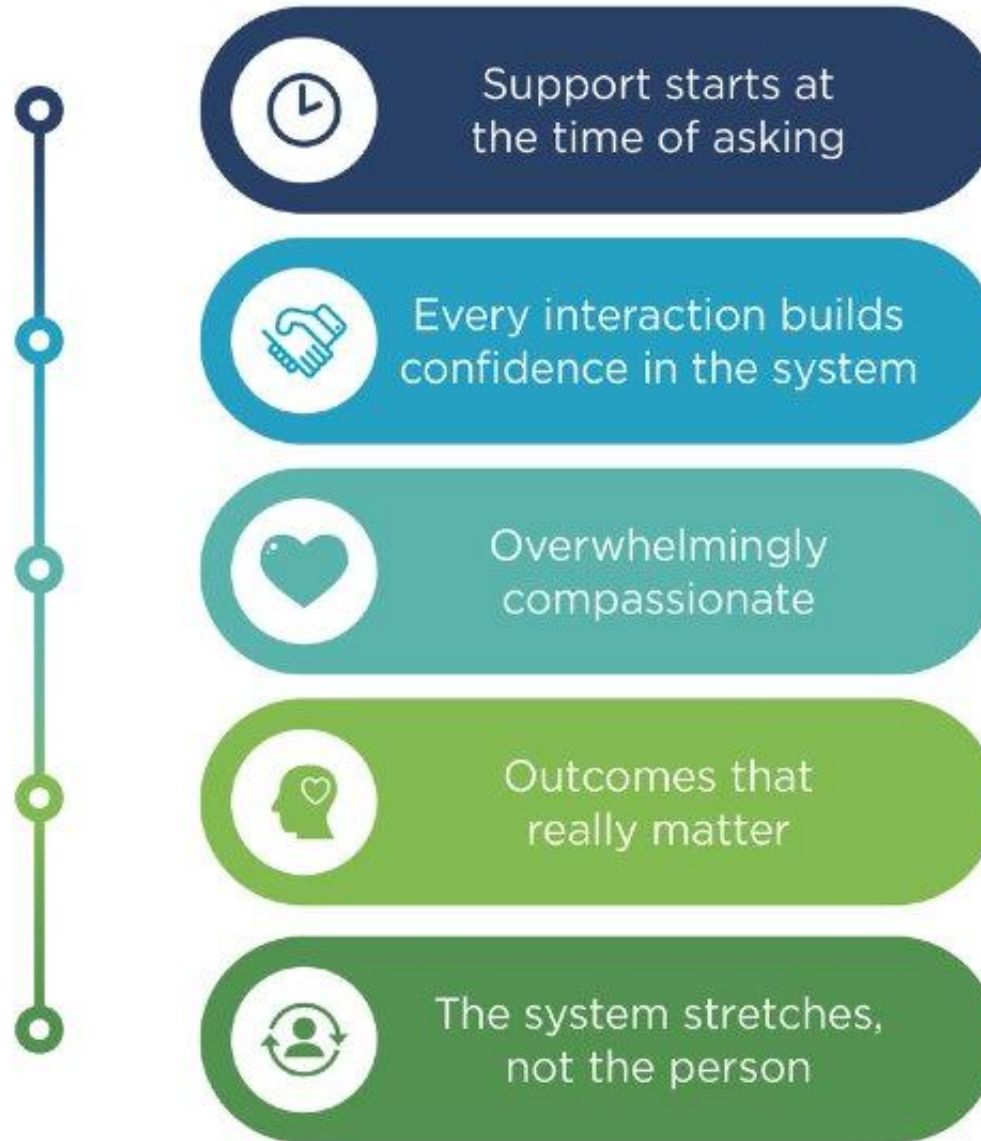 Support starts at
the time of asking
Every interaction builds
confidence in the system
Overwhelmingly
compassionate
Outcomes that
really matter
The system stretches,
not the person